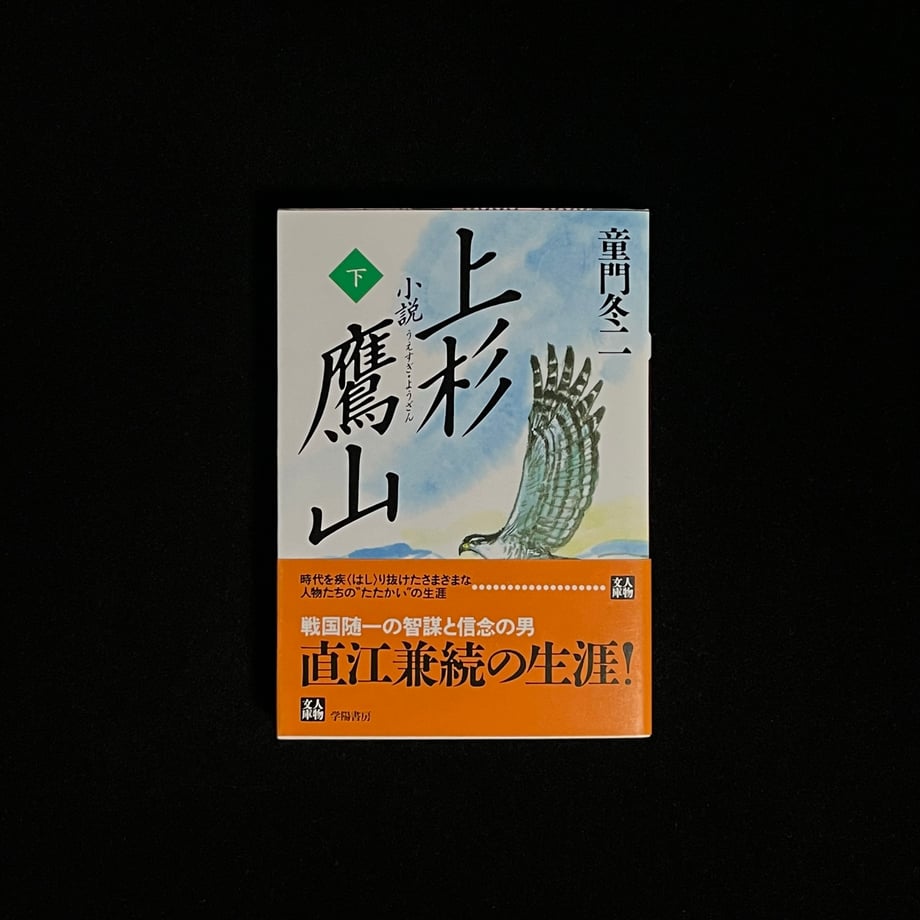 童門冬二
上杉
鷹山
小説
うえすぎ・ようざん
下
時代を疾〈はし〉り抜けたさまざまな
人物たちの"たたかい"の生涯
人物文庫
戦国随一の智謀と信念の男
直江兼続の生涯!
人物文庫
学陽書房